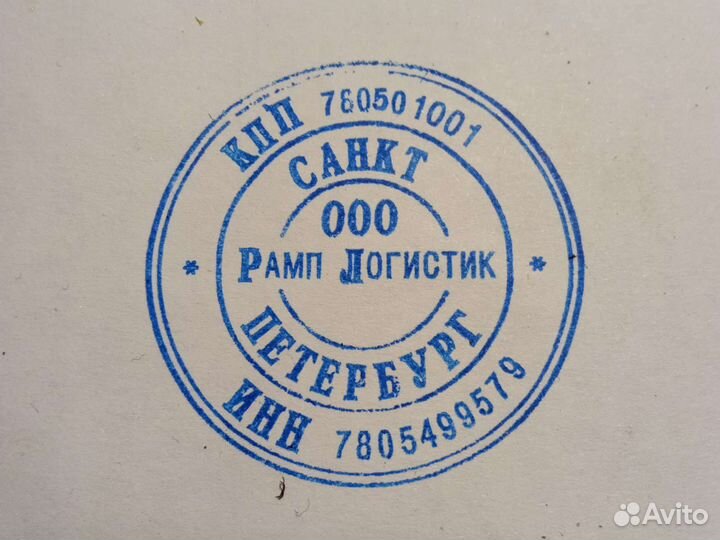 КПП 780501001
САНКТ
ООО
РАМП ЛОГИСТИК
ПЕТЕРБУРГ
ИНН 7805499579
Avito